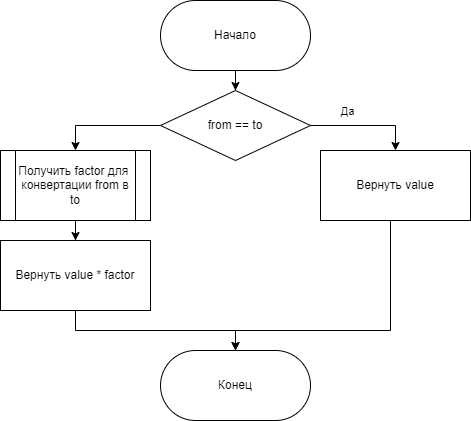 Начало
from == to
Да
Получить factor для
конвертации from в
to
Вернуть value
Вернуть value * factor
Конец